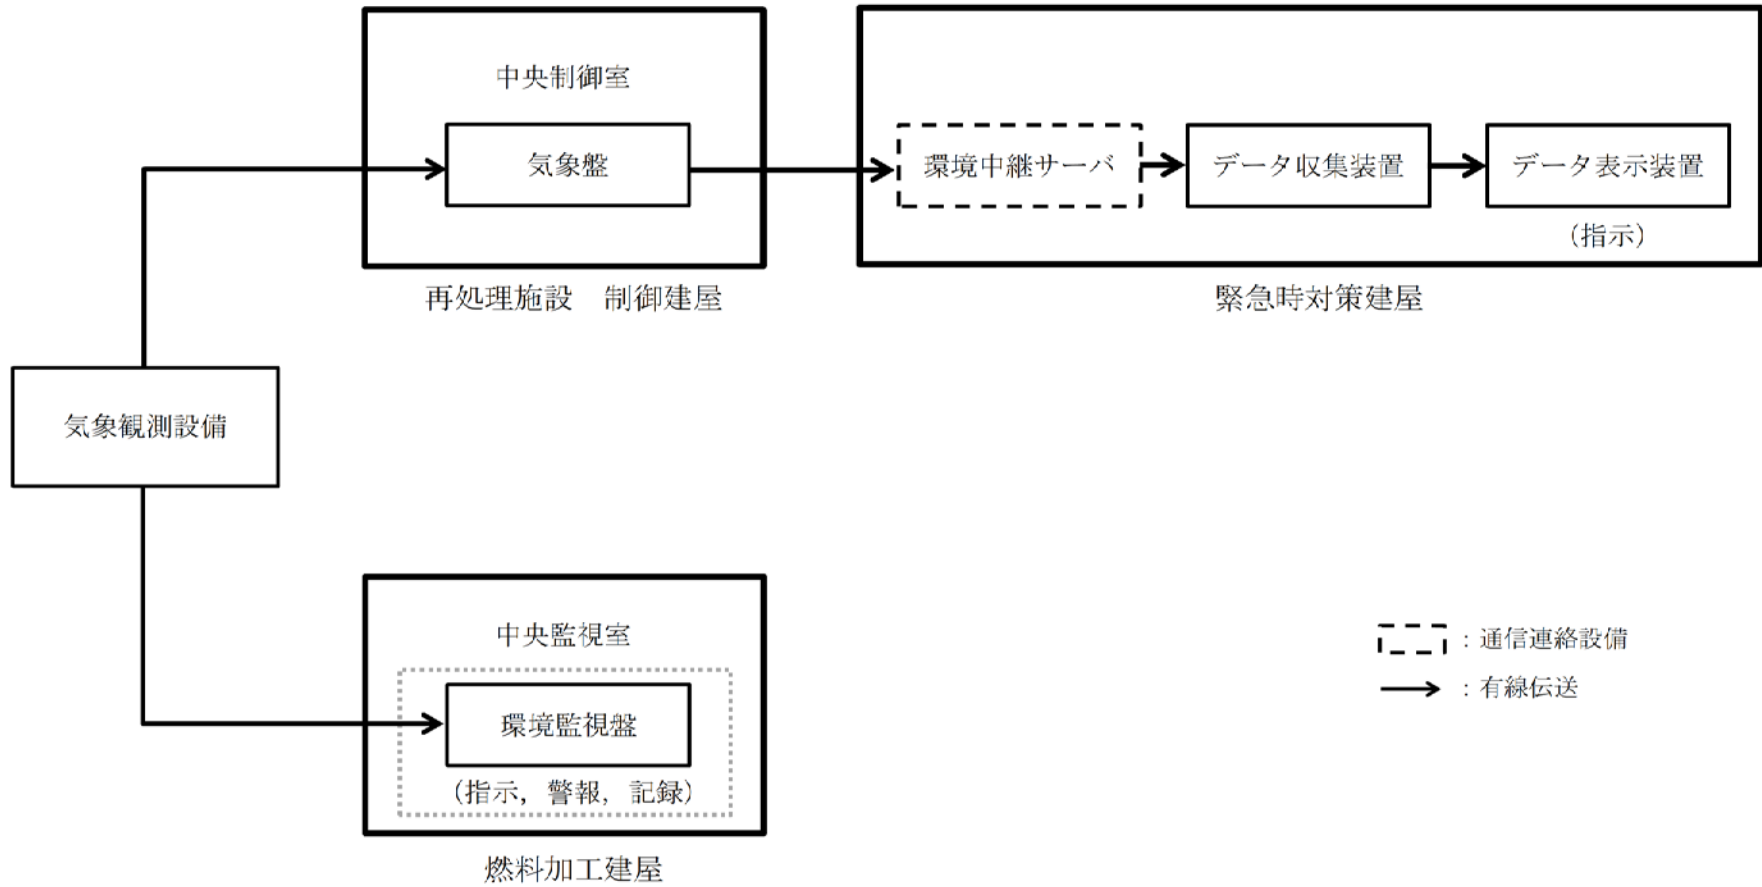 中央制御室
気象盤
再処理施設　制御建屋
環境中継サーバ
データ収集装置
データ表示装置
（指示）
緊急時対策建屋
気象観測設備
中央監視室
環境監視盤
（指示，警報，記録）
燃料加工建屋
：通信連絡設備
：有線伝送